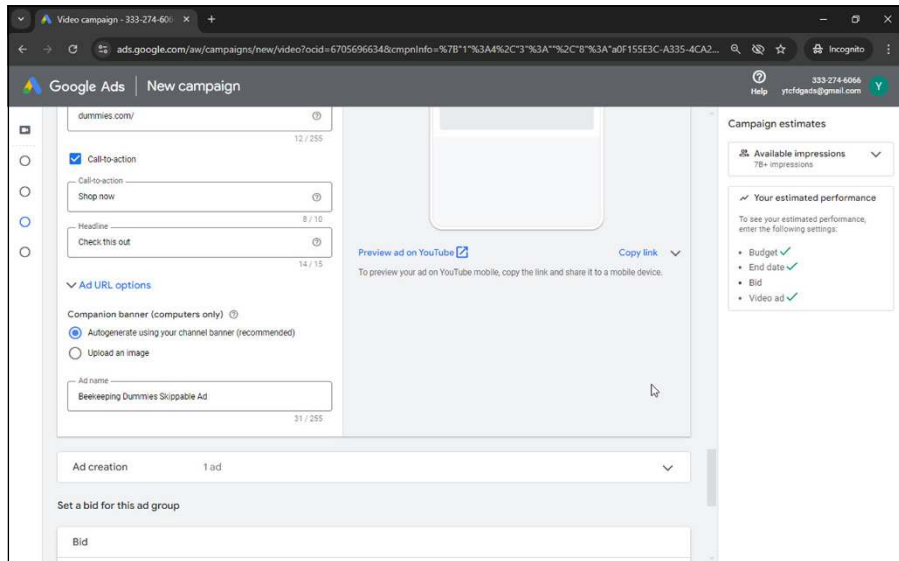 Video campaign - 333-274-606
ads.google.com/aw/campaigns/new/video?ocid=6705696634&cmpnInfo=%7B"1"%3A4%2C"3"%3A""%2C"8"%3A"a0F155E3C-A335-4CA2...
Incognito
Google Ads New campaign
Help
333-274-6066
ytcfdgads@gmail.com
Y
dummies.com/
12 / 255
Call-to-action
Call-to-action
Shop now
8 / 10
Headline
Check this out
14 / 15
Ad URL options
Companion banner (computers only)
Autogenerate using your channel banner (recommended)
Upload an image
Ad name
Beekeeping Dummies Skippable Ad
31 / 255
Preview ad on YouTube
Copy link
To preview your ad on YouTube mobile, copy the link and share it to a mobile device.
Ad creation 1 ad
Set a bid for this ad group
Bid
Campaign estimates
Available impressions
7B+ impressions
Your estimated performance
To see your estimated performance,
enter the following settings:
• Budget
• End date
• Bid
• Video ad